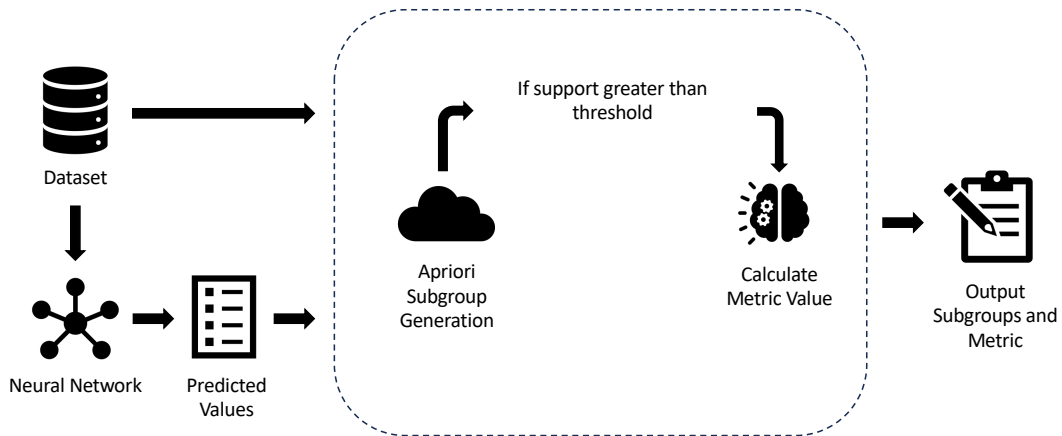 If support greater than
threshold
Dataset
Apriori
Subgroup
Generation
Calculate
Metric Value
Output
Subgroups and
Metric
Neural Network
Predicted
Values